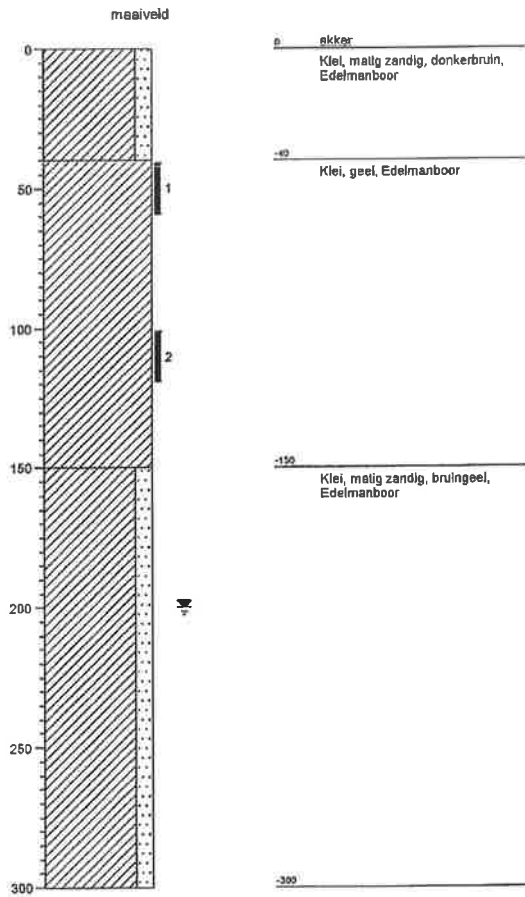 maaiveld
0
50
100
150
200
250
300
1
2
0 akker
Klei, matig zandig, donkerbruin,
Edelmanboor
-40
Klei, geel, Edelmanboor
-150
Klei, matig zandig, bruingeel,
Edelmanboor
-300